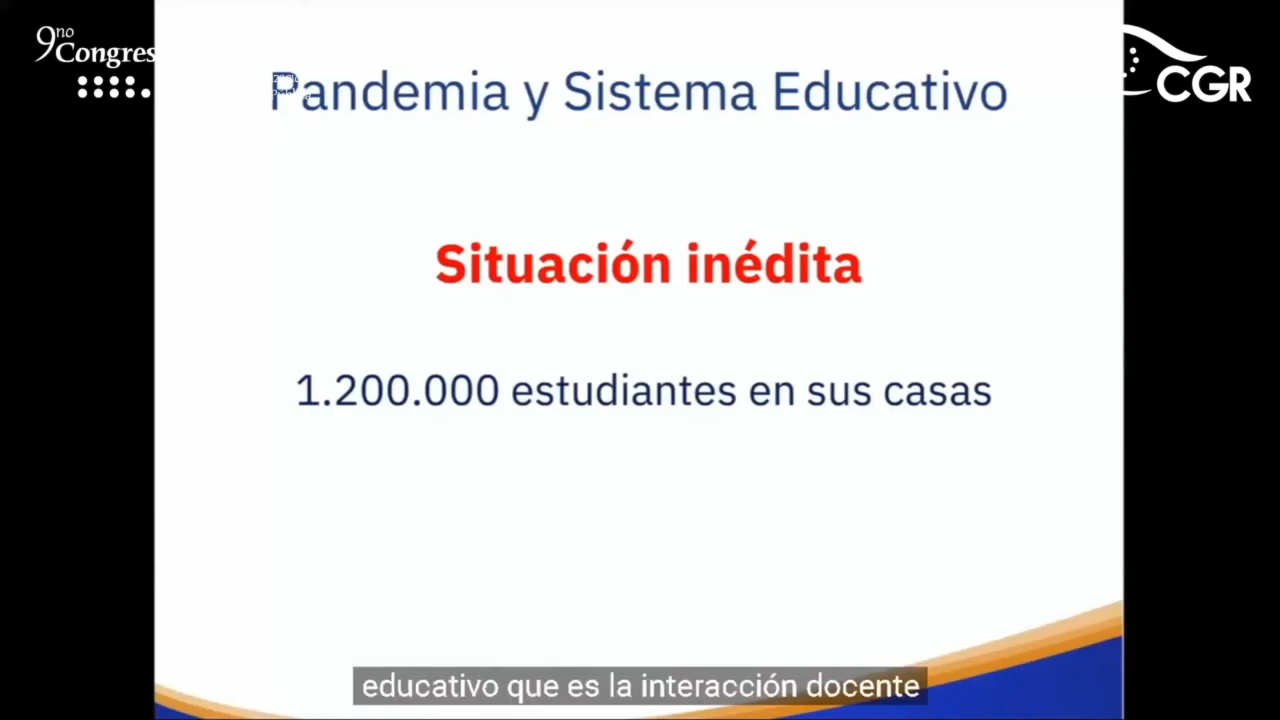 9no
Congres
CGR
Pandemia y Sistema Educativo
Situación inédita
1.200.000 estudiantes en sus casas
educativo que es la interacción docente